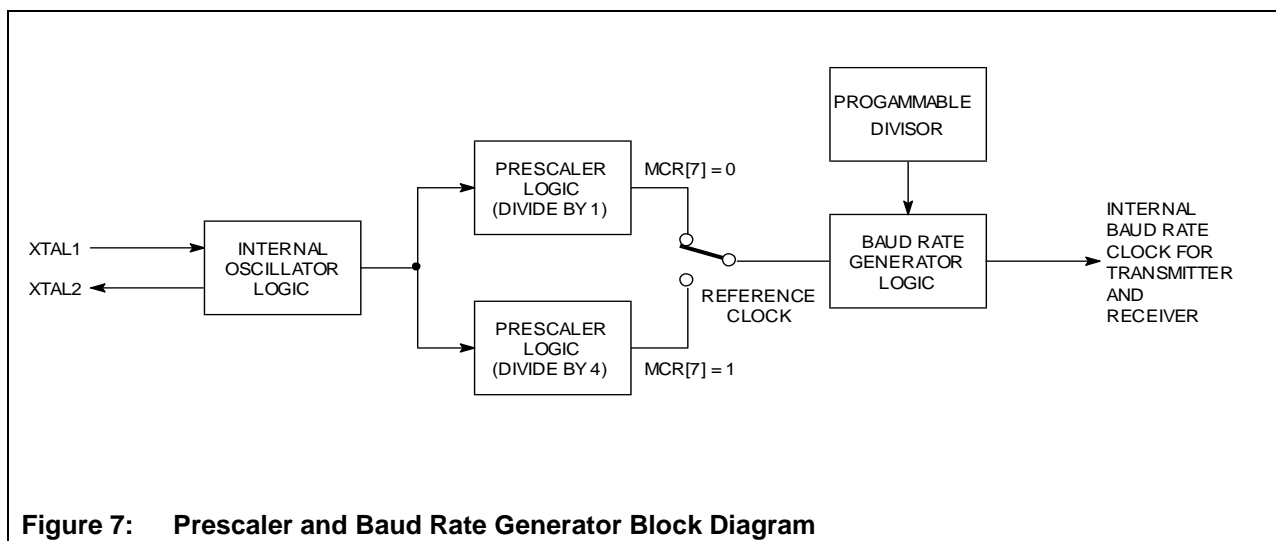 XTAL1
XTAL2
INTERNAL
OSCILLATOR
LOGIC
PRESCALER
LOGIC
(DIVIDE BY 1)
MCR[7] = 0
PRESCALER
LOGIC
(DIVIDE BY 4)
MCR[7] = 1
REFERENCE
CLOCK
PROGAMMABLE
DIVISOR
BAUD RATE
GENERATOR
LOGIC
INTERNAL
BAUD RATE
CLOCK FOR
TRANSMITTER
AND
RECEIVER
Figure 7: Prescaler and Baud Rate Generator Block Diagram